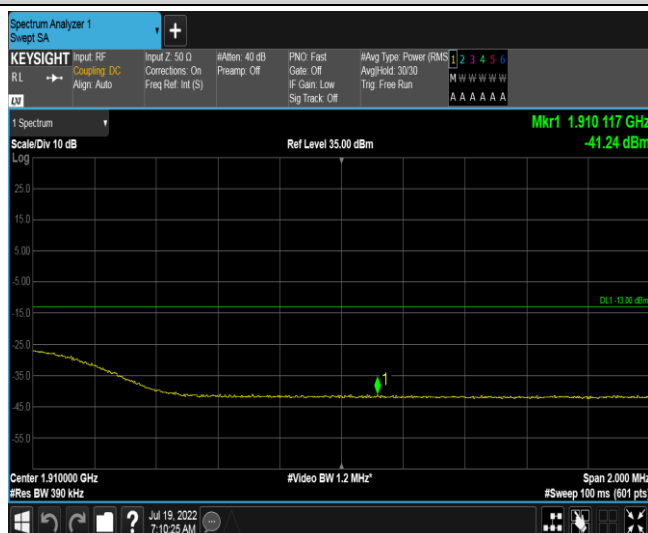 Spectrum Analyzer 1
Swept SA
+
KEYSIGHT
RL
Input: RF
Coupling: DC
Align: Auto
Input Z: 50 Ω
Corrections: On
Freq Ref: Int (S)
#Atten: 40 dB
Preamp: Off
PNO: Fast
Gate: Off
IF Gain: Low
Sig Track: Off
#Avg Type: Power (RMS
Avg|Hold: 30/30
Trig: Free Run
1 2 3 4 5 6
M W W W W W
A A A A A A
LXI
1 Spectrum
Mkr1 1.910 117 GHz
Scale/Div 10 dB
Ref Level 35.00 dBm
-41.24 dBm
Log
25.0
15.0
5.00
-5.00
DL1 -13.00 dBm
-15.0
-25.0
-35.0
1
-45.0
-55.0
Center 1.910000 GHz
#Video BW 1.2 MHz*
Span 2.000 MHz
#Res BW 390 kHz
#Sweep 100 ms (601 pts)
?
Jul 19, 2022
7:10:25 AM